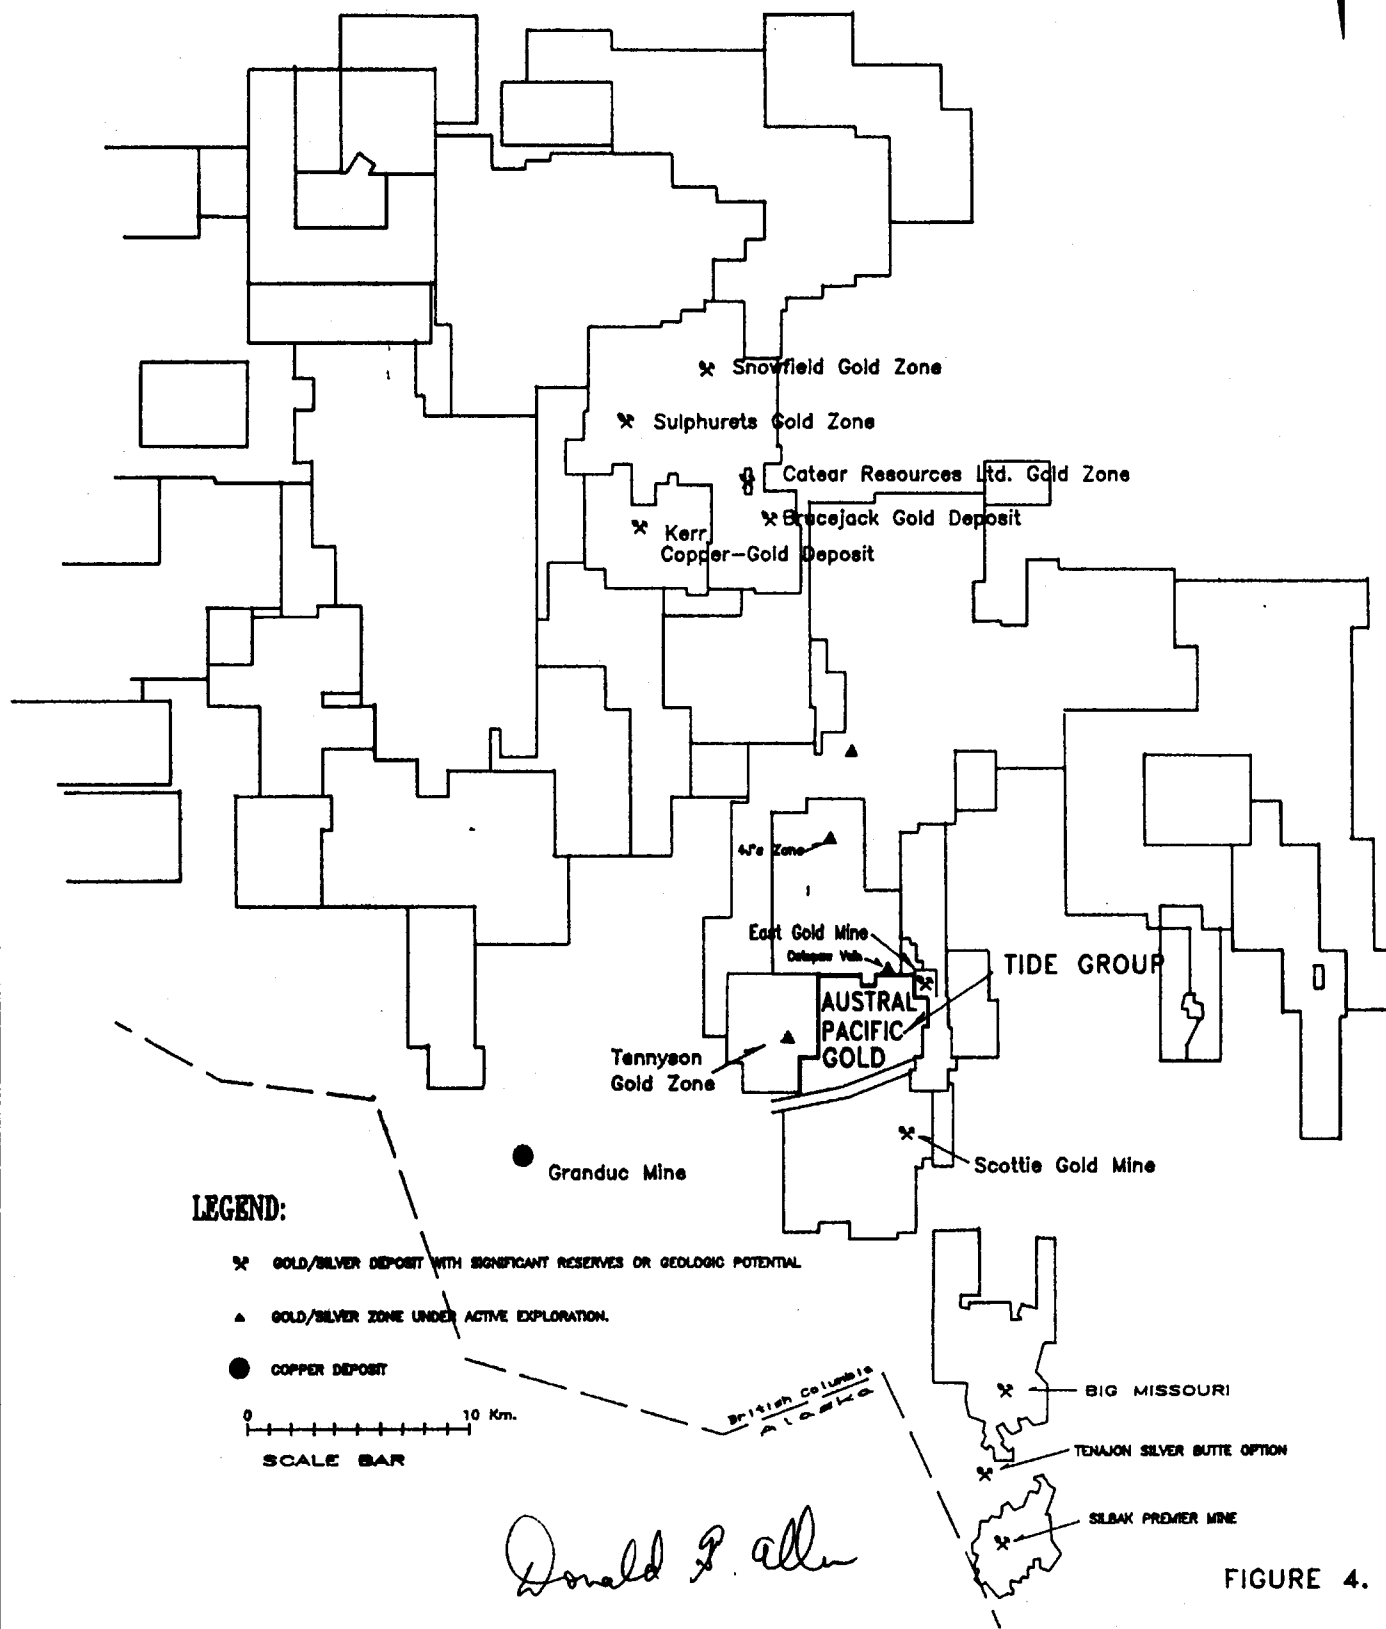 Snowfield Gold Zone
Sulphurets Gold Zone
Catear Resources Ltd. Gold Zone
Brucejack Gold Deposit
Kerr
Copper-Gold Deposit
4J's Zone
East Gold Mine
Vein
TIDE GROUP
AUSTRAL
PACIFIC
GOLD
Tennyson
Gold Zone
Scottie Gold Mine
Granduc Mine
LEGEND:
GOLD/SILVER DEPOSIT WITH SIGNIFICANT RESERVES OR GEOLOGIC POTENTIAL
GOLD/SILVER ZONE UNDER ACTIVE EXPLORATION.
COPPER DEPOSIT
0 10 Km.
SCALE BAR
British Columbia
Alaska
BIG MISSOURI
TENAJON SILVER BUTTE OPTION
SILBAK PREMIER MINE
Donald G. Allen
FIGURE 4.